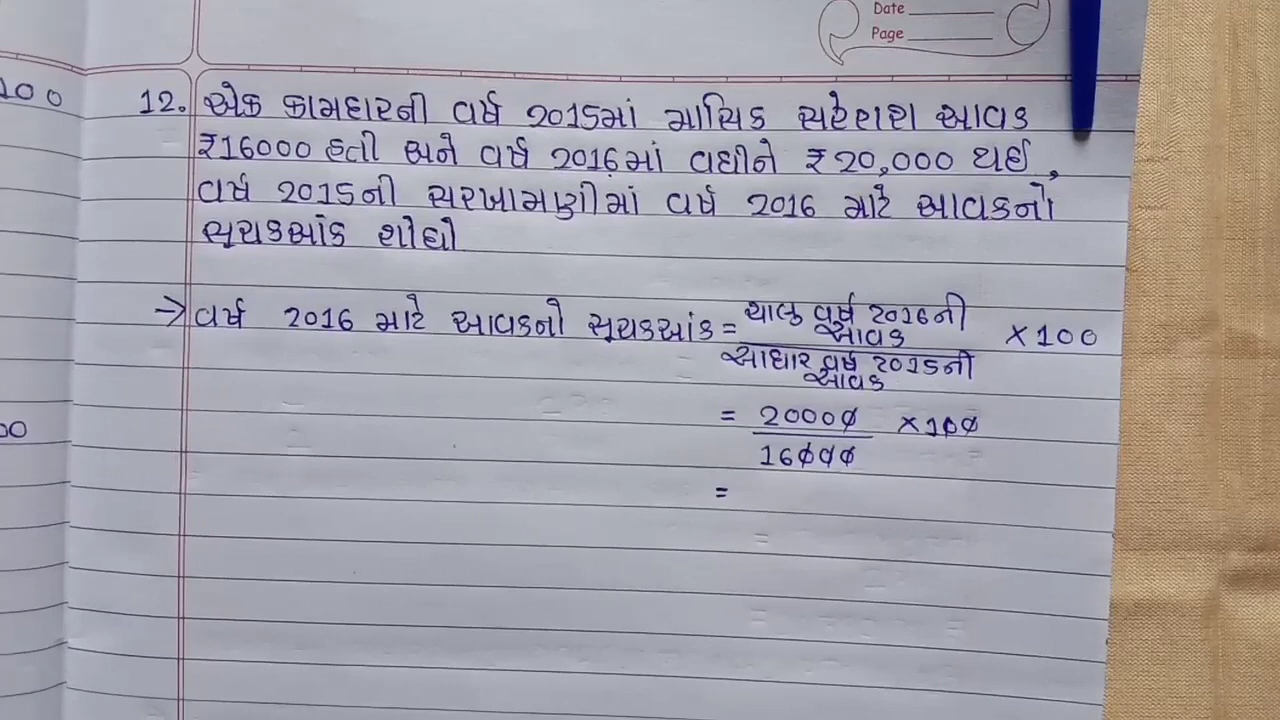 Date
Page
100
12. એક કામદારની વર્ષ 2015માં માસિક સરેરાશ આવક
₹16000 હતી અને વર્ષ 2016માં વધીને ₹20,000 થઈ,
વર્ષ 2015ની સરખામણીમાં વર્ષ 2016 માટે આવકનો
સૂચકઆંક શોધો
→ વર્ષ 2016 માટે આવકનો સૂચકઆંક = ચાલુ વર્ષ 2016ની
આવક × 100
આધાર વર્ષ 2015ની
આવક
= 20000 × 100
16000
00
=